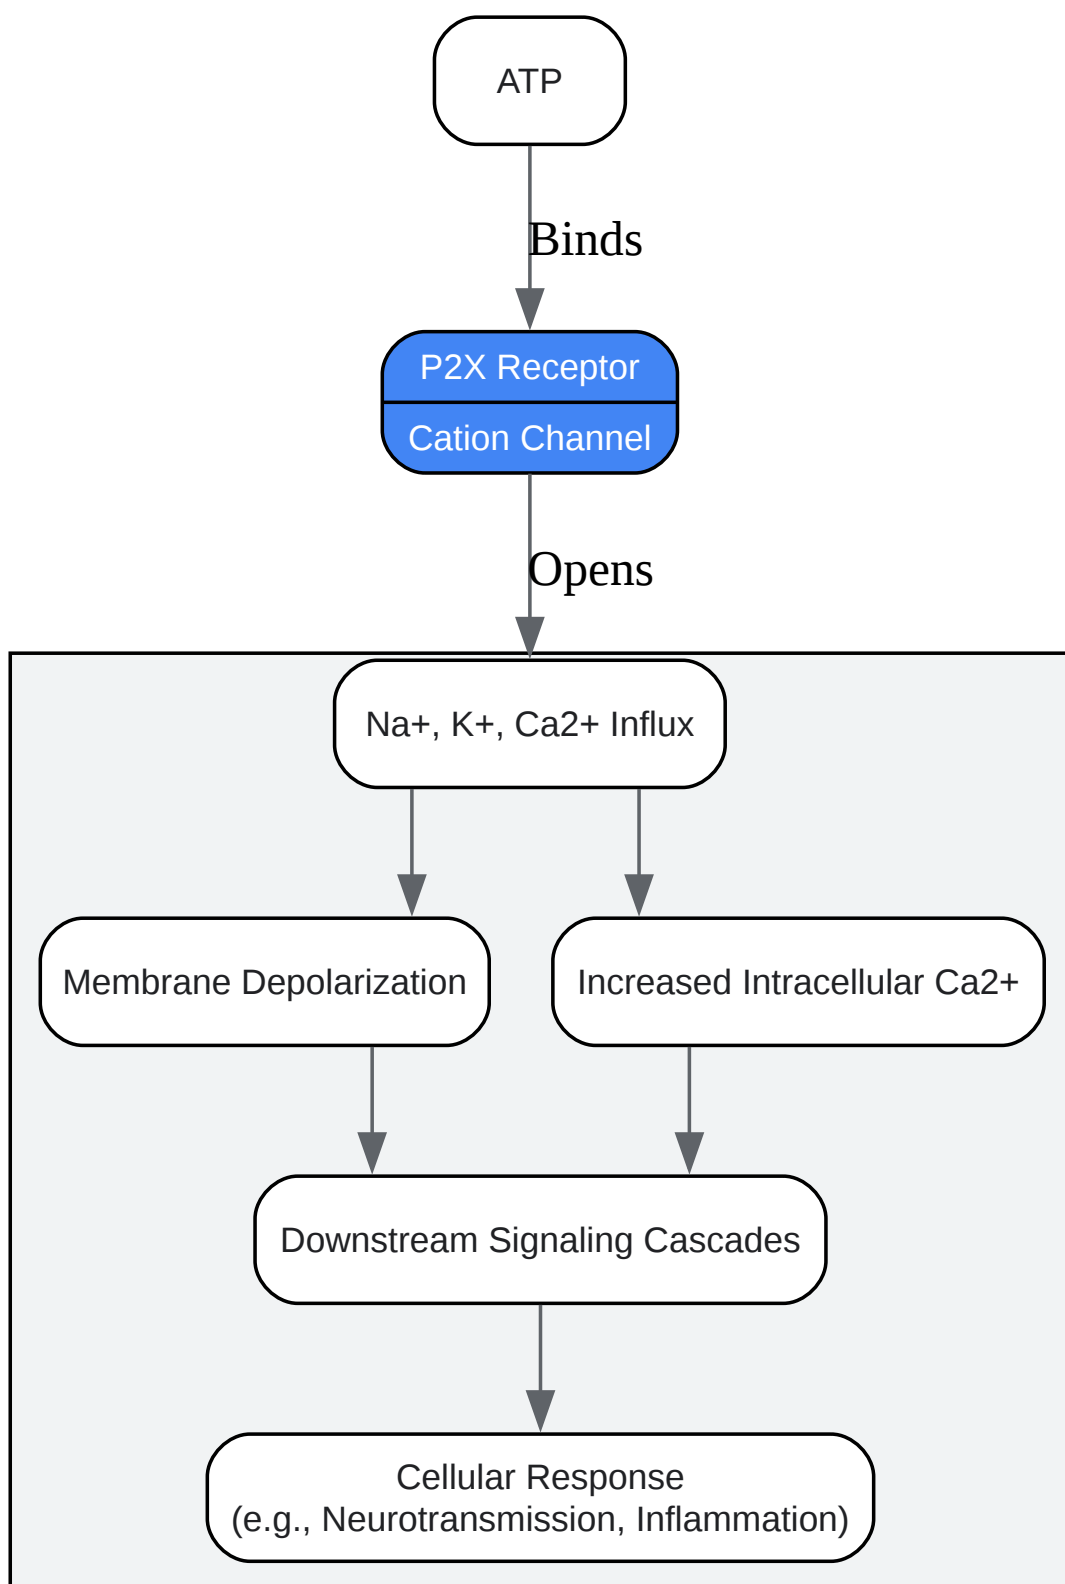 ATP
Binds
P2X Receptor
Cation Channel
Opens
Na+, K+, Ca2+ Influx
Membrane Depolarization
Increased Intracellular Ca2+
Downstream Signaling Cascades
Cellular Response
(e.g., Neurotransmission, Inflammation)